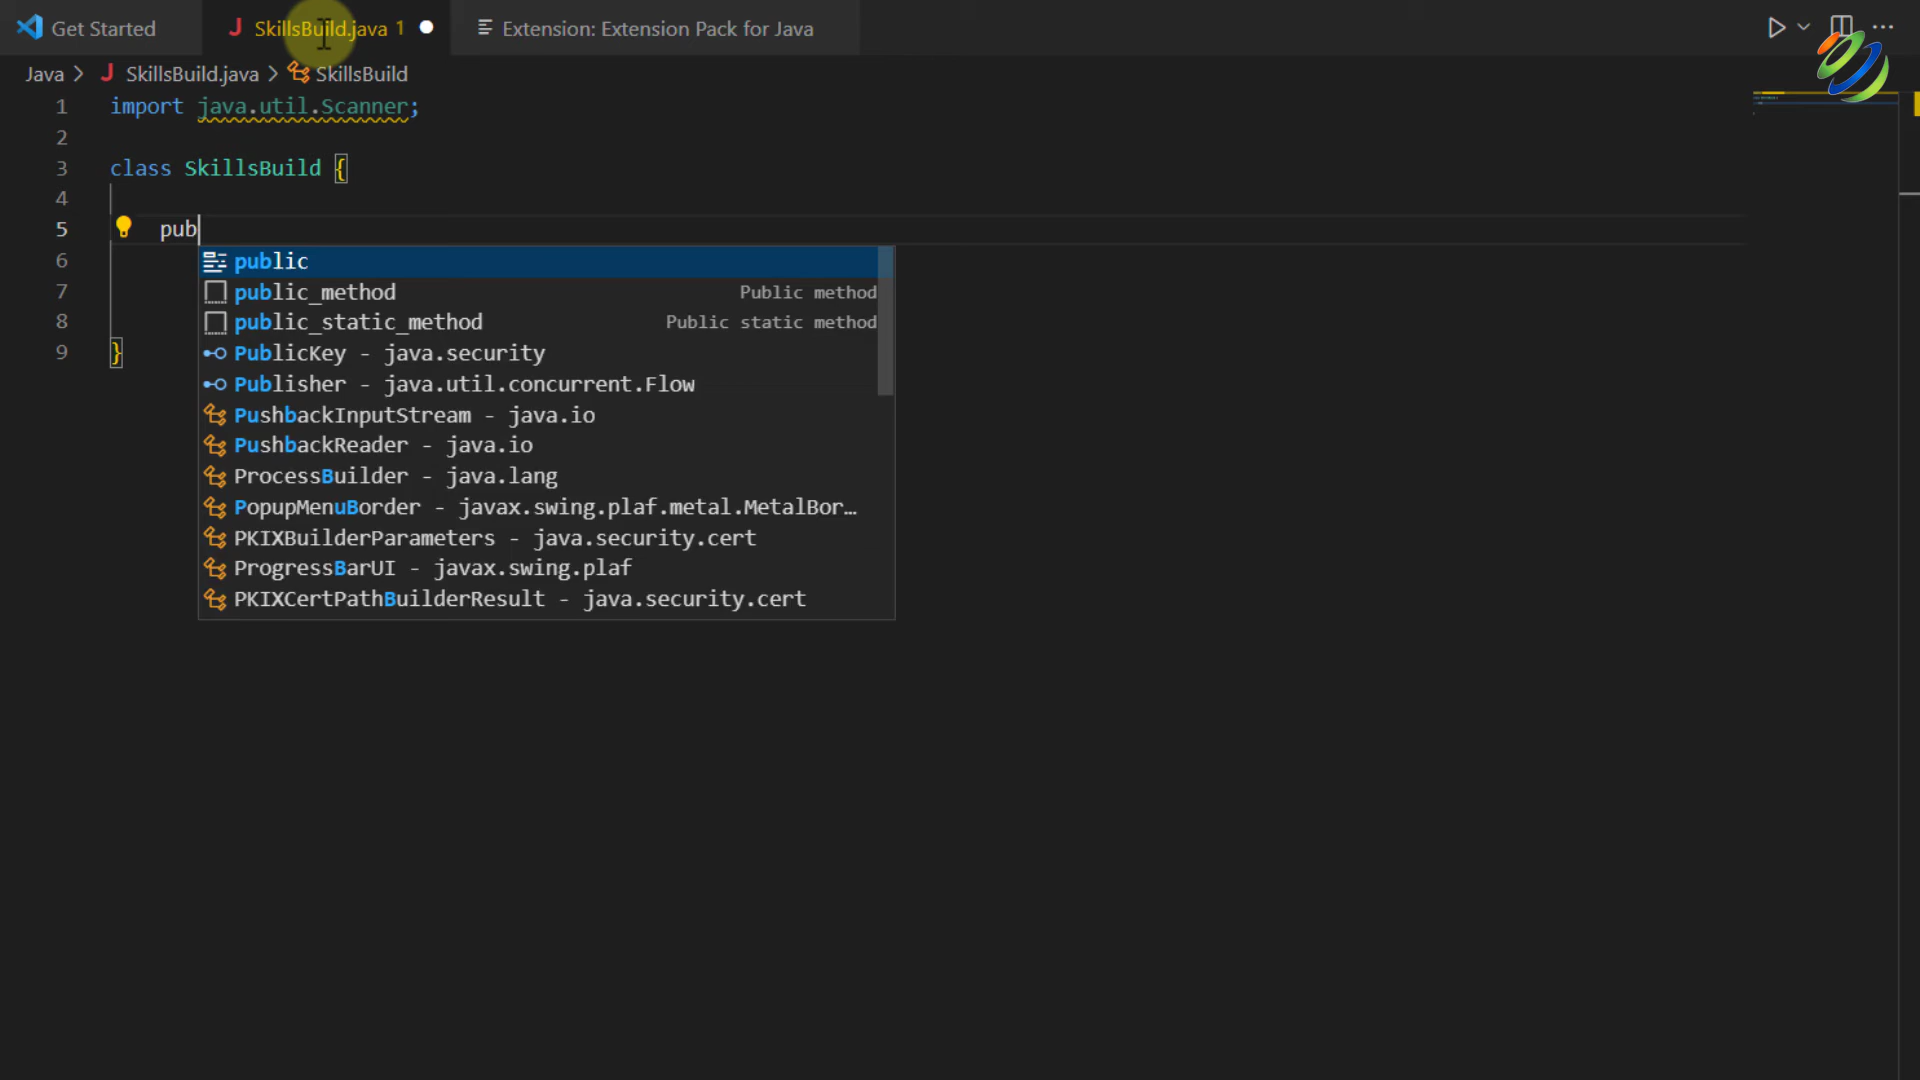 Get Started
SkillsBuild.java 1
Extension: Extension Pack for Java
Java > SkillsBuild.java > SkillsBuild
1 import java.util.Scanner;
2
3 class SkillsBuild {
4
5 pub
6
7
8
9 }
public
public_method Public method
public_static_method Public static method
PublicKey - java.security
Publisher - java.util.concurrent.Flow
PushbackInputStream - java.io
PushbackReader - java.io
ProcessBuilder - java.lang
PopupMenuBorder - javax.swing.plaf.metal.MetalBor…
PKIXBuilderParameters - java.security.cert
ProgressBarUI - javax.swing.plaf
PKIXCertPathBuilderResult - java.security.cert